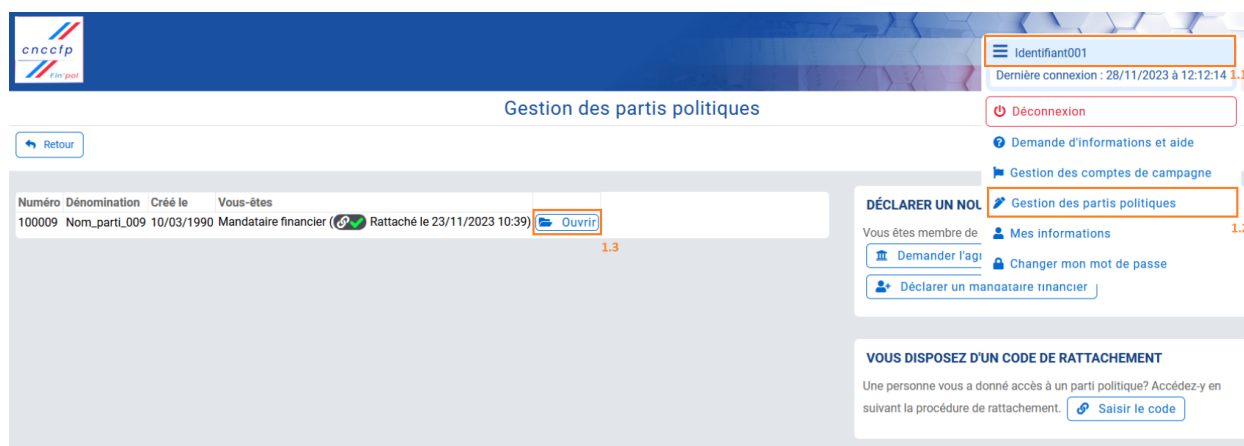 cnccfp
Fin'pol
Identifiant001
Dernière connexion : 28/11/2023 à 12:12:14
1.1
Gestion des partis politiques
Déconnexion
Retour
Demande d'informations et aide
Gestion des comptes de campagne
Gestion des partis politiques
1.2
Mes informations
Changer mon mot de passe
Numéro Dénomination Créé le Vous-êtes
100009 Nom_parti_009 10/03/1990 Mandataire financier ( Rattaché le 23/11/2023 10:39) Ouvrir
1.3
DÉCLARER UN
Vous êtes membre de
Demander
Déclarer un mandataire financier
VOUS DISPOSEZ D'UN CODE DE RATTACHEMENT
Une personne vous a donné accès à un parti politique? Accédez-y en
suivant la procédure de rattachement. Saisir le code